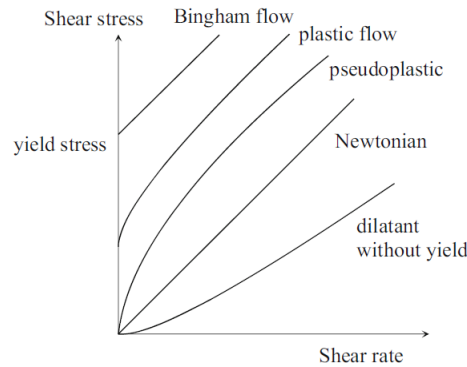 Shear stress
Bingham flow
plastic flow
pseudoplastic
yield stress
Newtonian
dilatant
without yield
Shear rate